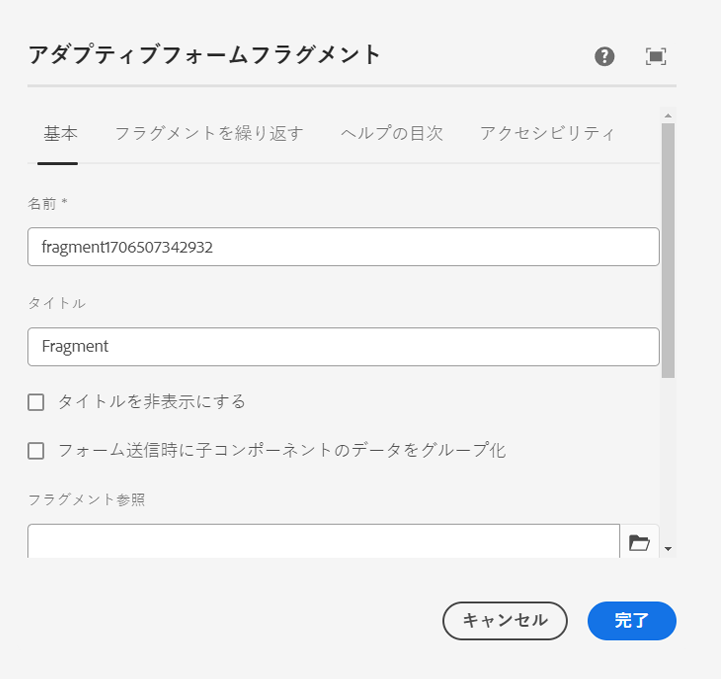 アダプティブフォームフラグメント
基本 フラグメントを繰り返す ヘルプの目次 アクセシビリティ
名前 *
fragment1706507342932
タイトル
Fragment
タイトルを非表示にする
フォーム送信時に子コンポーネントのデータをグループ化
フラグメント参照
キャンセル 完了